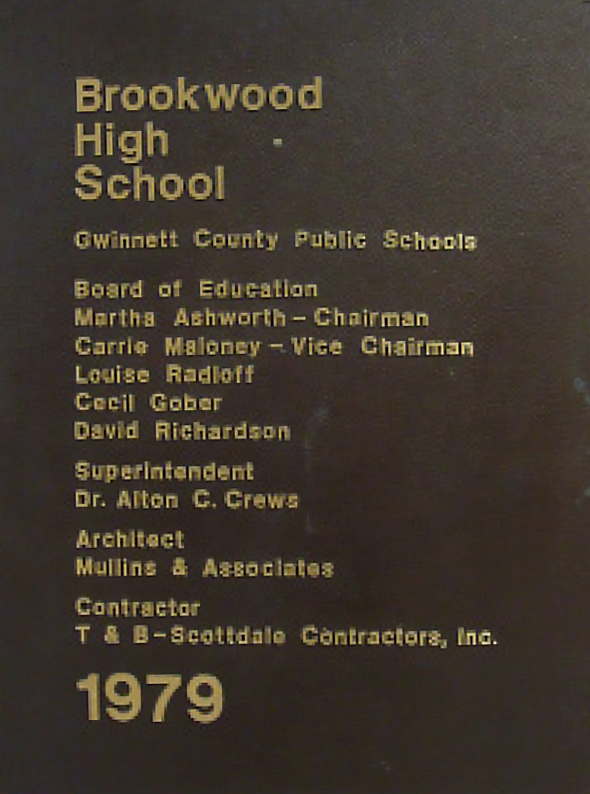 Brookwood
High
School
Gwinnett County Public Schools
Board of Education
Martha Ashworth – Chairman
Carrie Maloney – Vice Chairman
Louise Radloff
Cecil Gober
David Richardson
Superintendent
Dr. Alton C. Crews
Architect
Mullins & Associates
Contractor
T & B–Scottdale Contractors, Inc.
1979